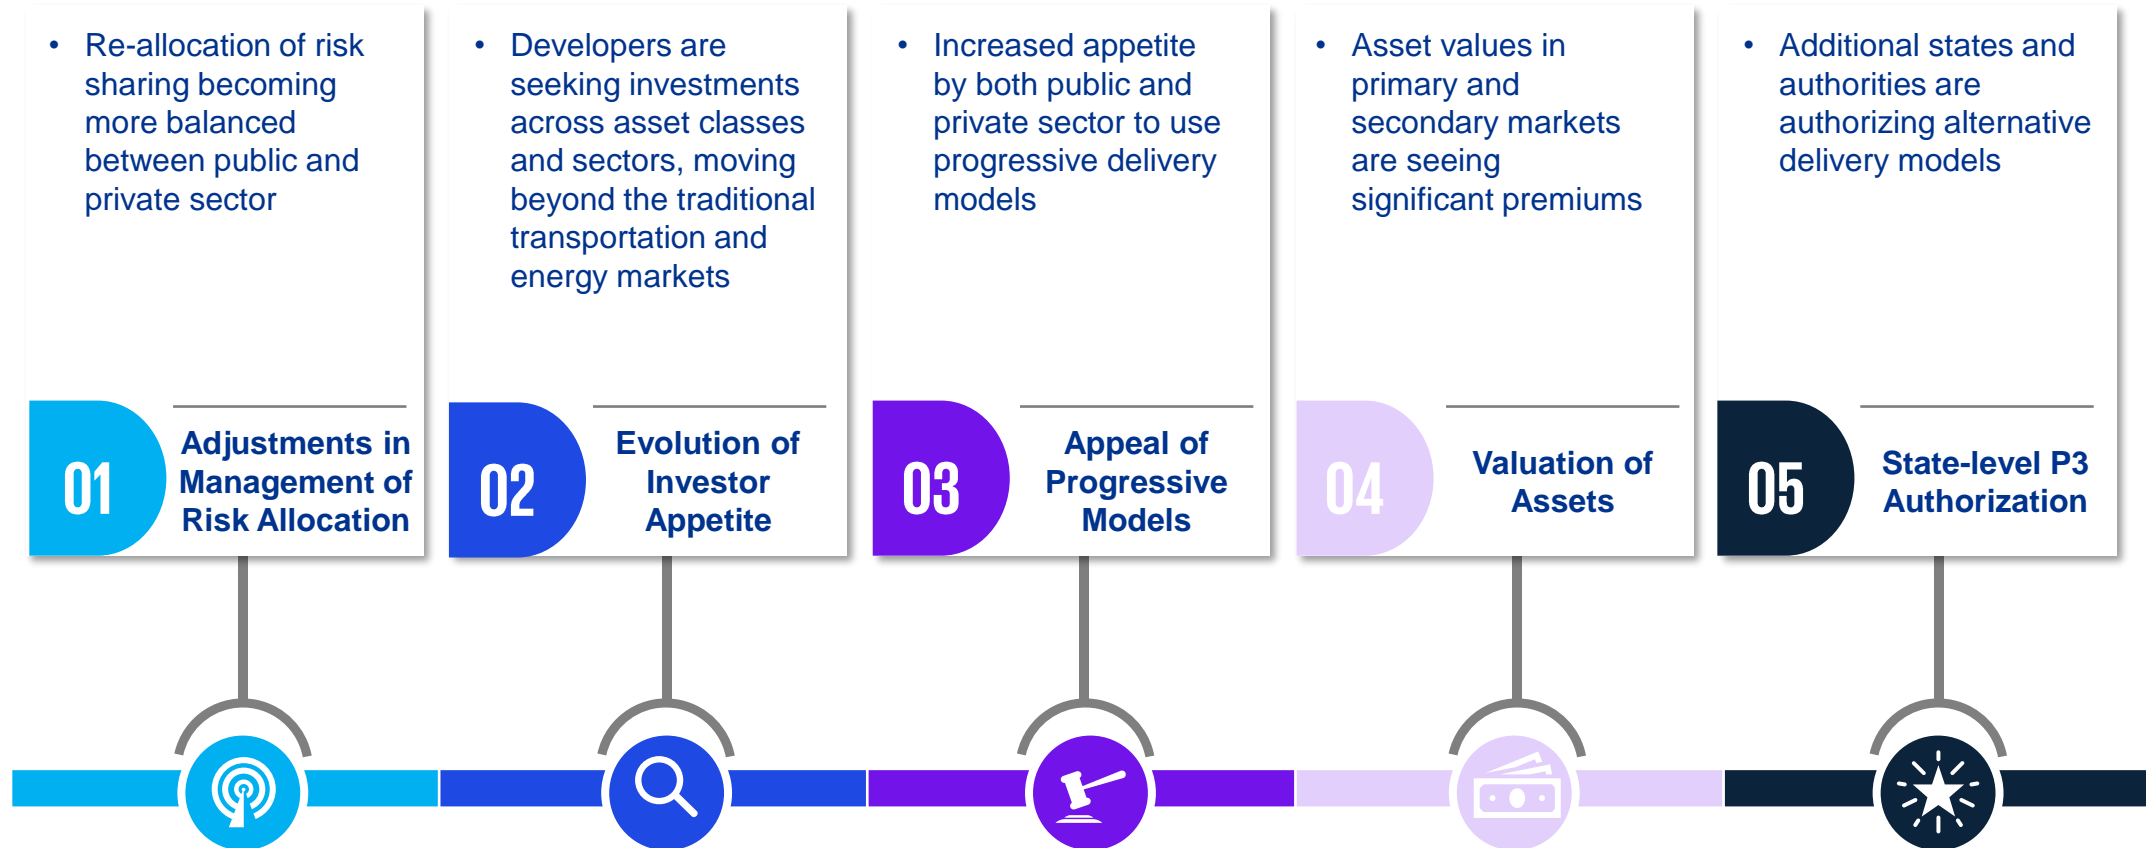 • Re-allocation of risk
sharing becoming
more balanced
between public and
private sector
01
Adjustments in
Management of
Risk Allocation
• Developers are
seeking investments
across asset classes
and sectors, moving
beyond the traditional
transportation and
energy markets
02
Evolution of
Investor
Appetite
• Increased appetite
by both public and
private sector to use
progressive delivery
models
03
Appeal of
Progressive
Models
• Asset values in
primary and
secondary markets
are seeing
significant premiums
04
Valuation of
Assets
• Additional states and
authorities are
authorizing alternative
delivery models
05
State-level P3
Authorization